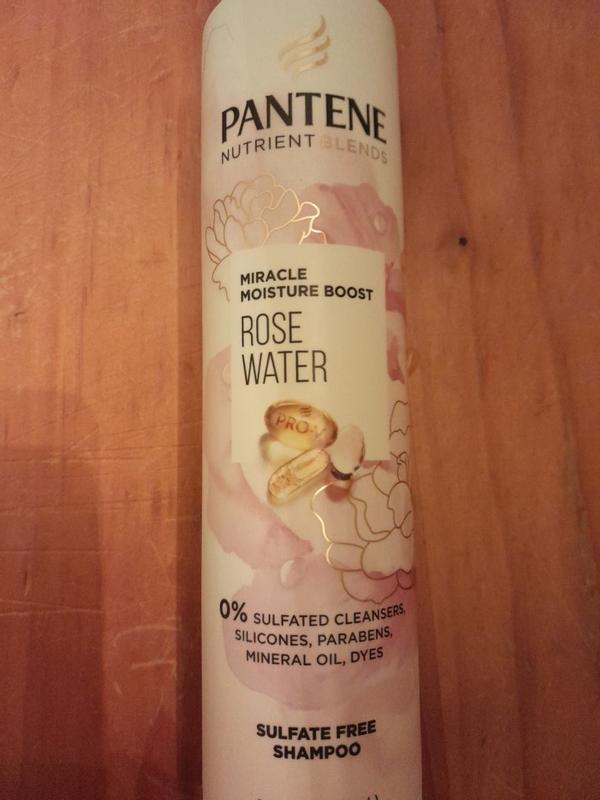 PANTENE
NUTRIENT BLENDS
MIRACLE
MOISTURE BOOST
ROSE
WATER
PRO-V
0% SULFATED CLEANSERS,
SILICONES, PARABENS,
MINERAL OIL, DYES
SULFATE FREE
SHAMPOO